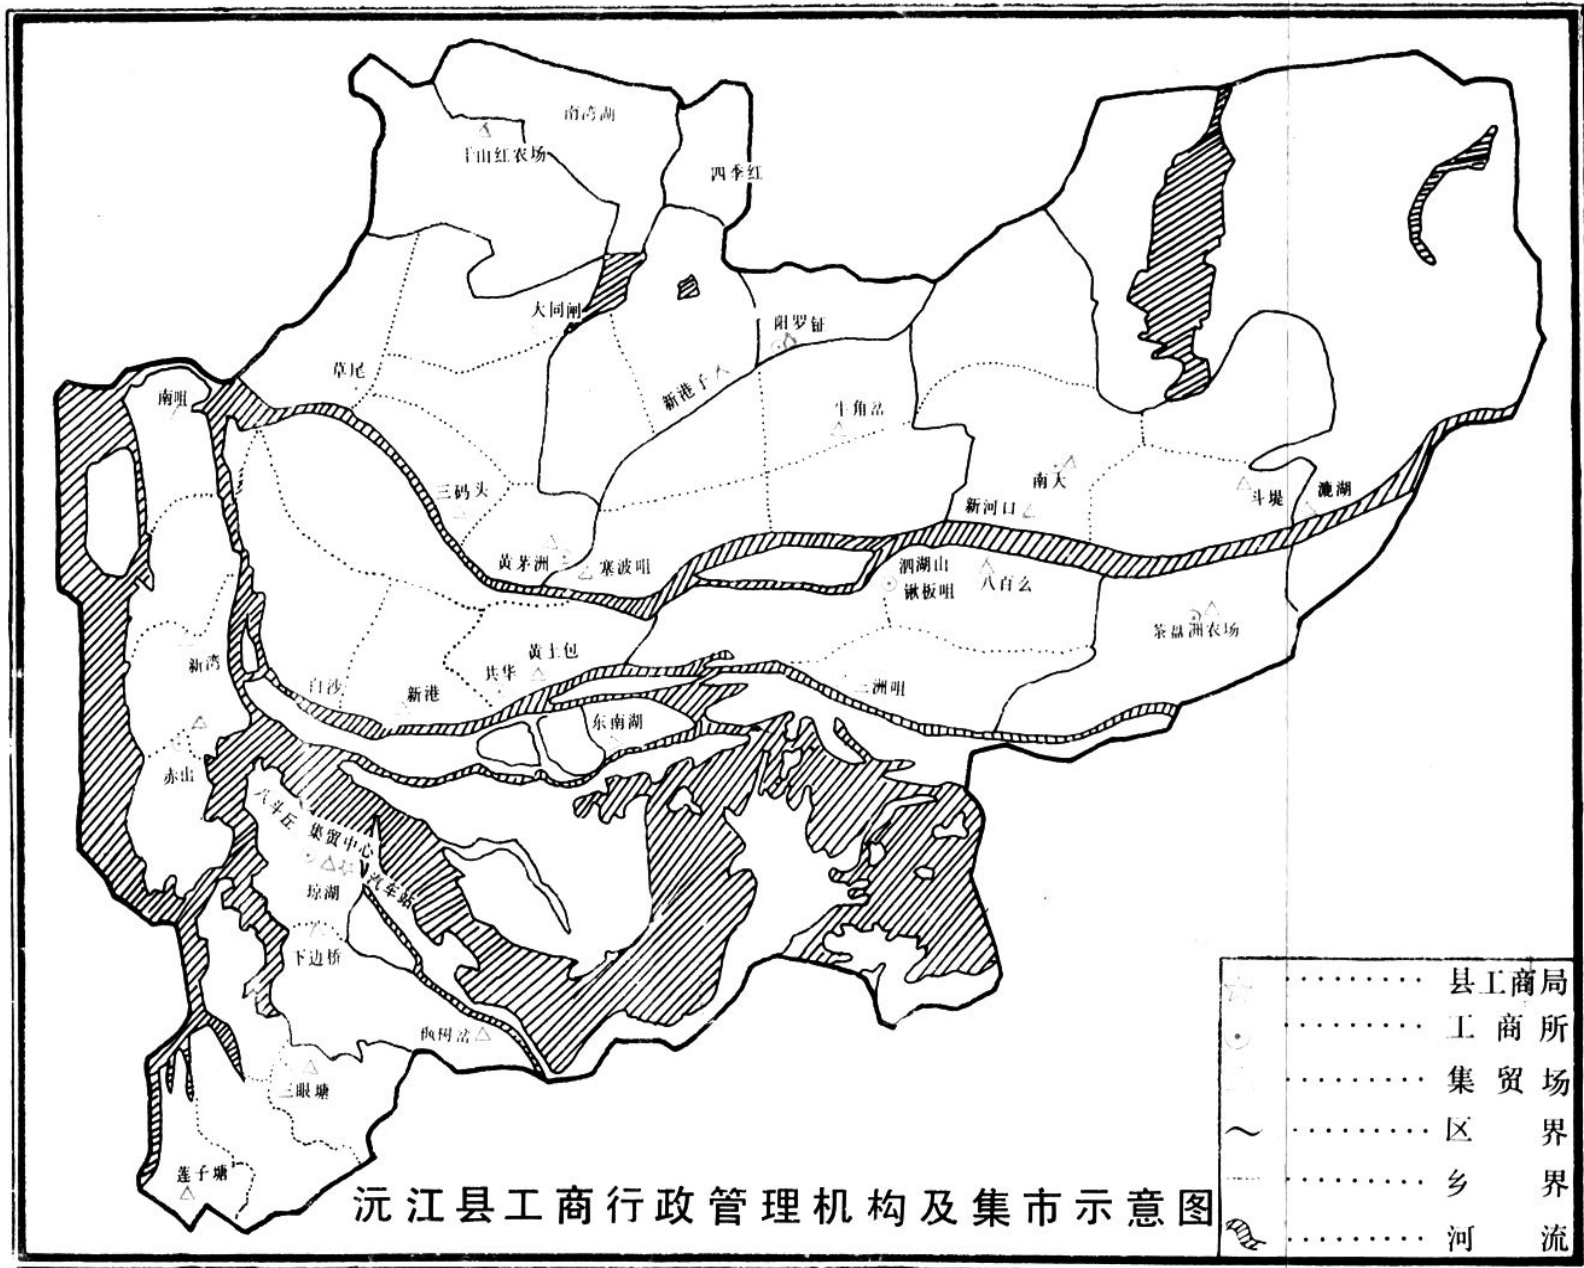 南湾湖
千山红农场
四季红
大同闸
阳罗
草尾
南咀
新港子
牛角岔
三码头
南大
新河口
斗堤
漉湖
黄茅洲
塞波咀
泗湖山
锹板咀
八百么
茶盘洲农场
新湾
黄土包
共华
白沙
新港
三洲咀
东南湖
赤山
八斗丘
集贸中心
汽车站
琼湖
下边桥
枫树岔
三眼塘
莲子塘
沅江县工商行政管理机构及集市示意图
县工商局
工商所
集贸场
区界
乡界
河流